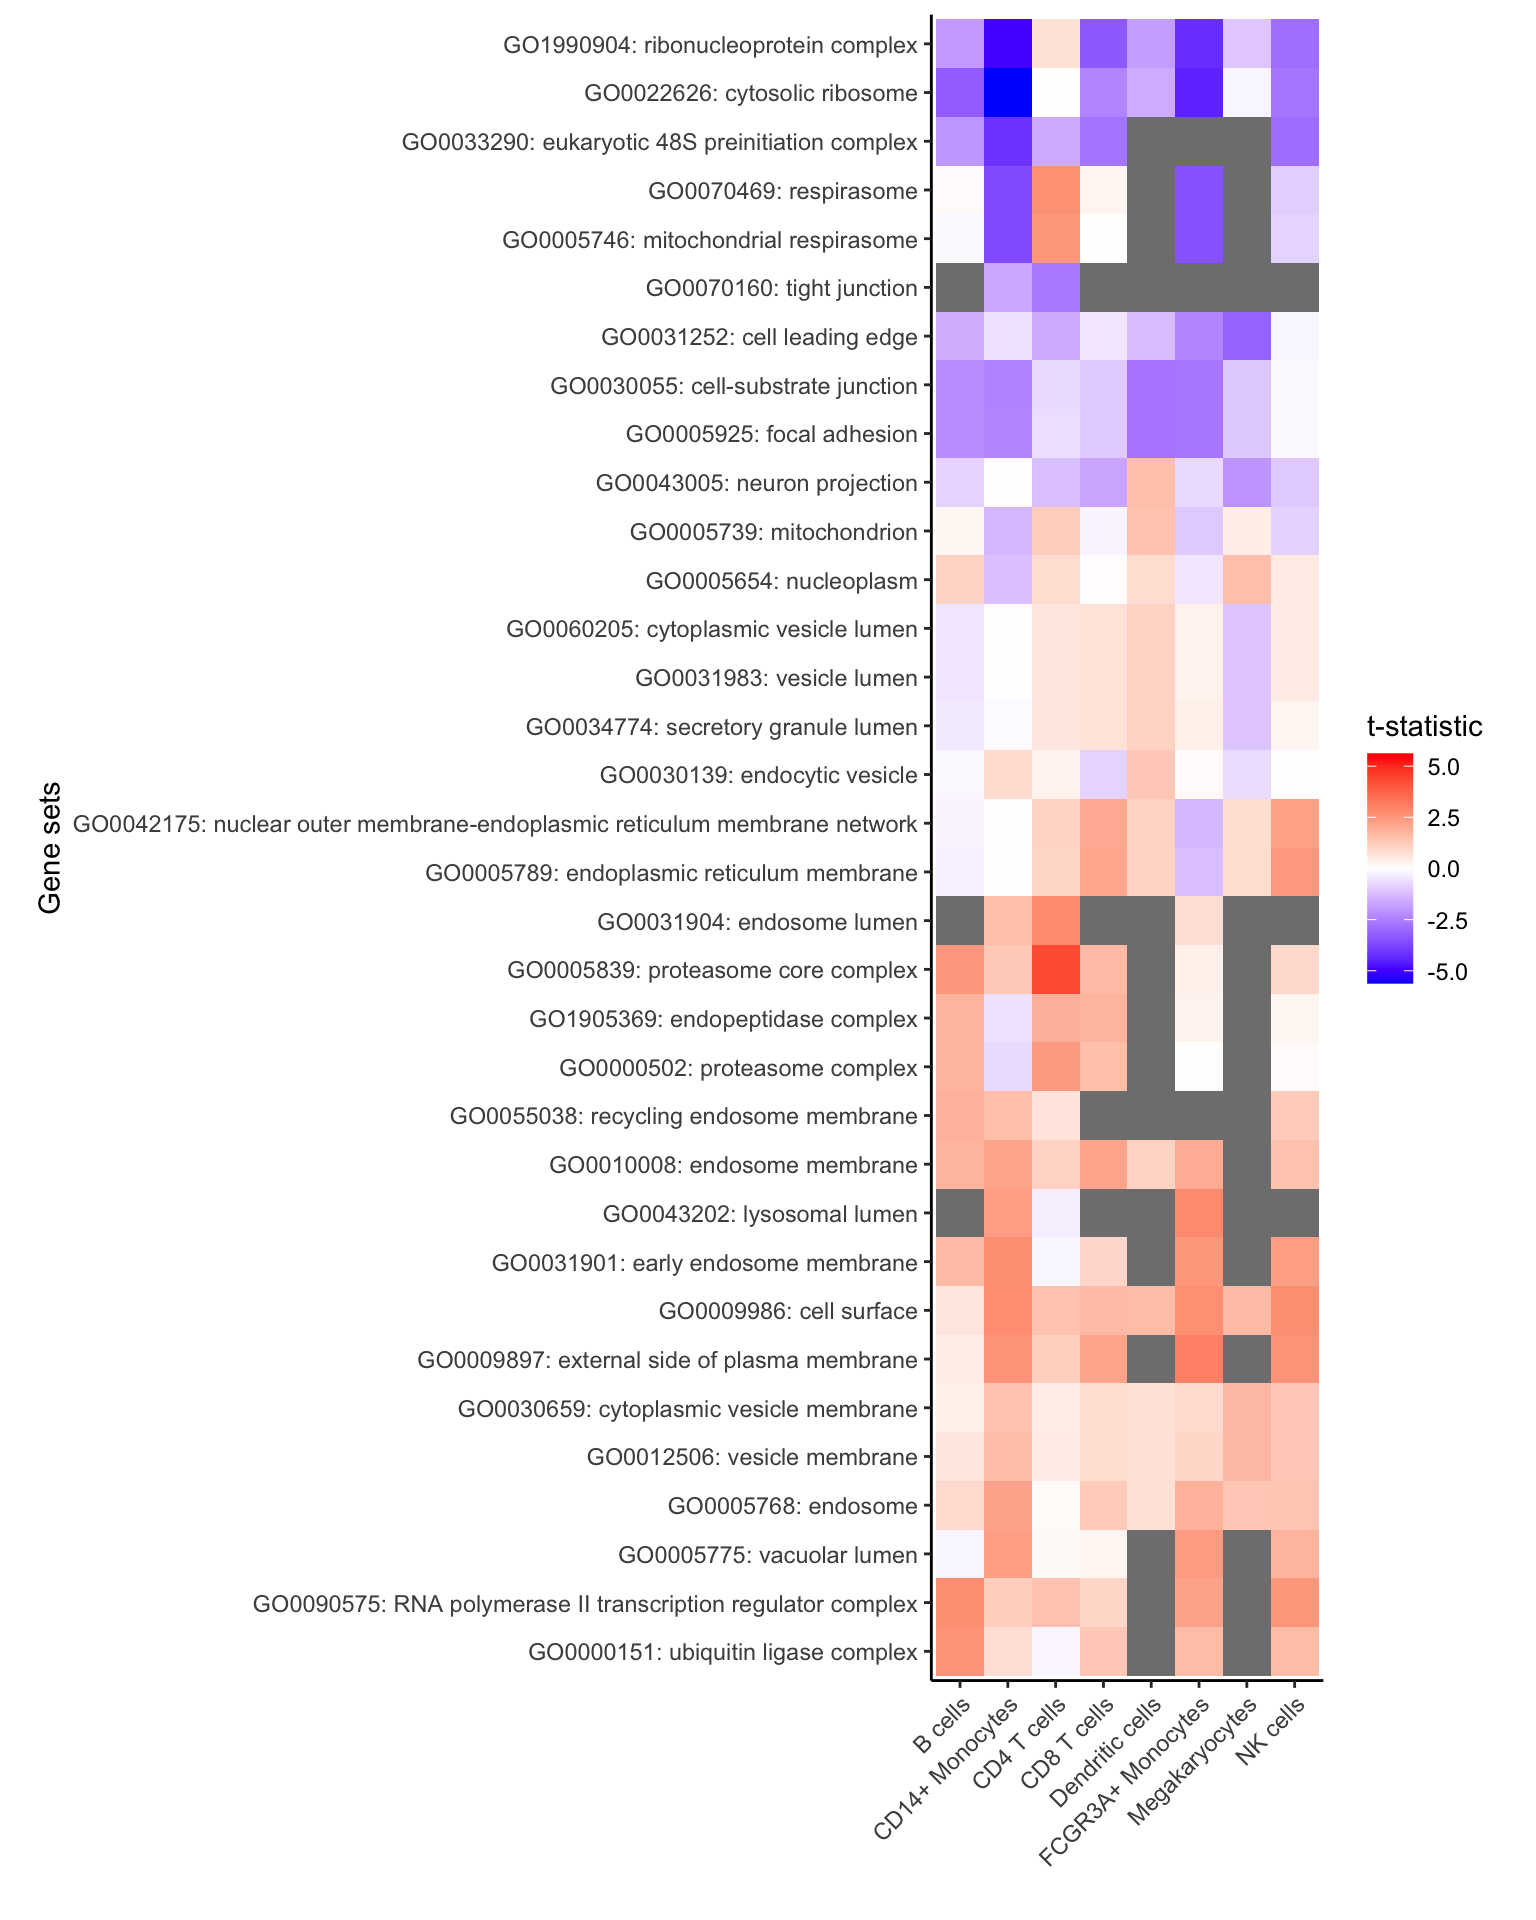 Gene sets
GO1990904: ribonucleoprotein complex
GO0022626: cytosolic ribosome
GO0033290: eukaryotic 48S preinitiation complex
GO0070469: respirasome
GO0005746: mitochondrial respirasome
GO0070160: tight junction
GO0031252: cell leading edge
GO0030055: cell-substrate junction
GO0005925: focal adhesion
GO0043005: neuron projection
GO0005739: mitochondrion
GO0005654: nucleoplasm
GO0060205: cytoplasmic vesicle lumen
GO0031983: vesicle lumen
GO0034774: secretory granule lumen
GO0030139: endocytic vesicle
GO0042175: nuclear outer membrane-endoplasmic reticulum membrane network
GO0005789: endoplasmic reticulum membrane
GO0031904: endosome lumen
GO0005839: proteasome core complex
GO1905369: endopeptidase complex
GO0000502: proteasome complex
GO0055038: recycling endosome membrane
GO0010008: endosome membrane
GO0043202: lysosomal lumen
GO0031901: early endosome membrane
GO0009986: cell surface
GO0009897: external side of plasma membrane
GO0030659: cytoplasmic vesicle membrane
GO0012506: vesicle membrane
GO0005768: endosome
GO0005775: vacuolar lumen
GO0090575: RNA polymerase II transcription regulator complex
GO0000151: ubiquitin ligase complex
B cells
CD14+ Monocytes
CD4 T cells
CD8 T cells
Dendritic cells
FCGR3A+ Monocytes
Megakaryocytes
NK cells
t-statistic
5.0
2.5
0.0
-2.5
-5.0